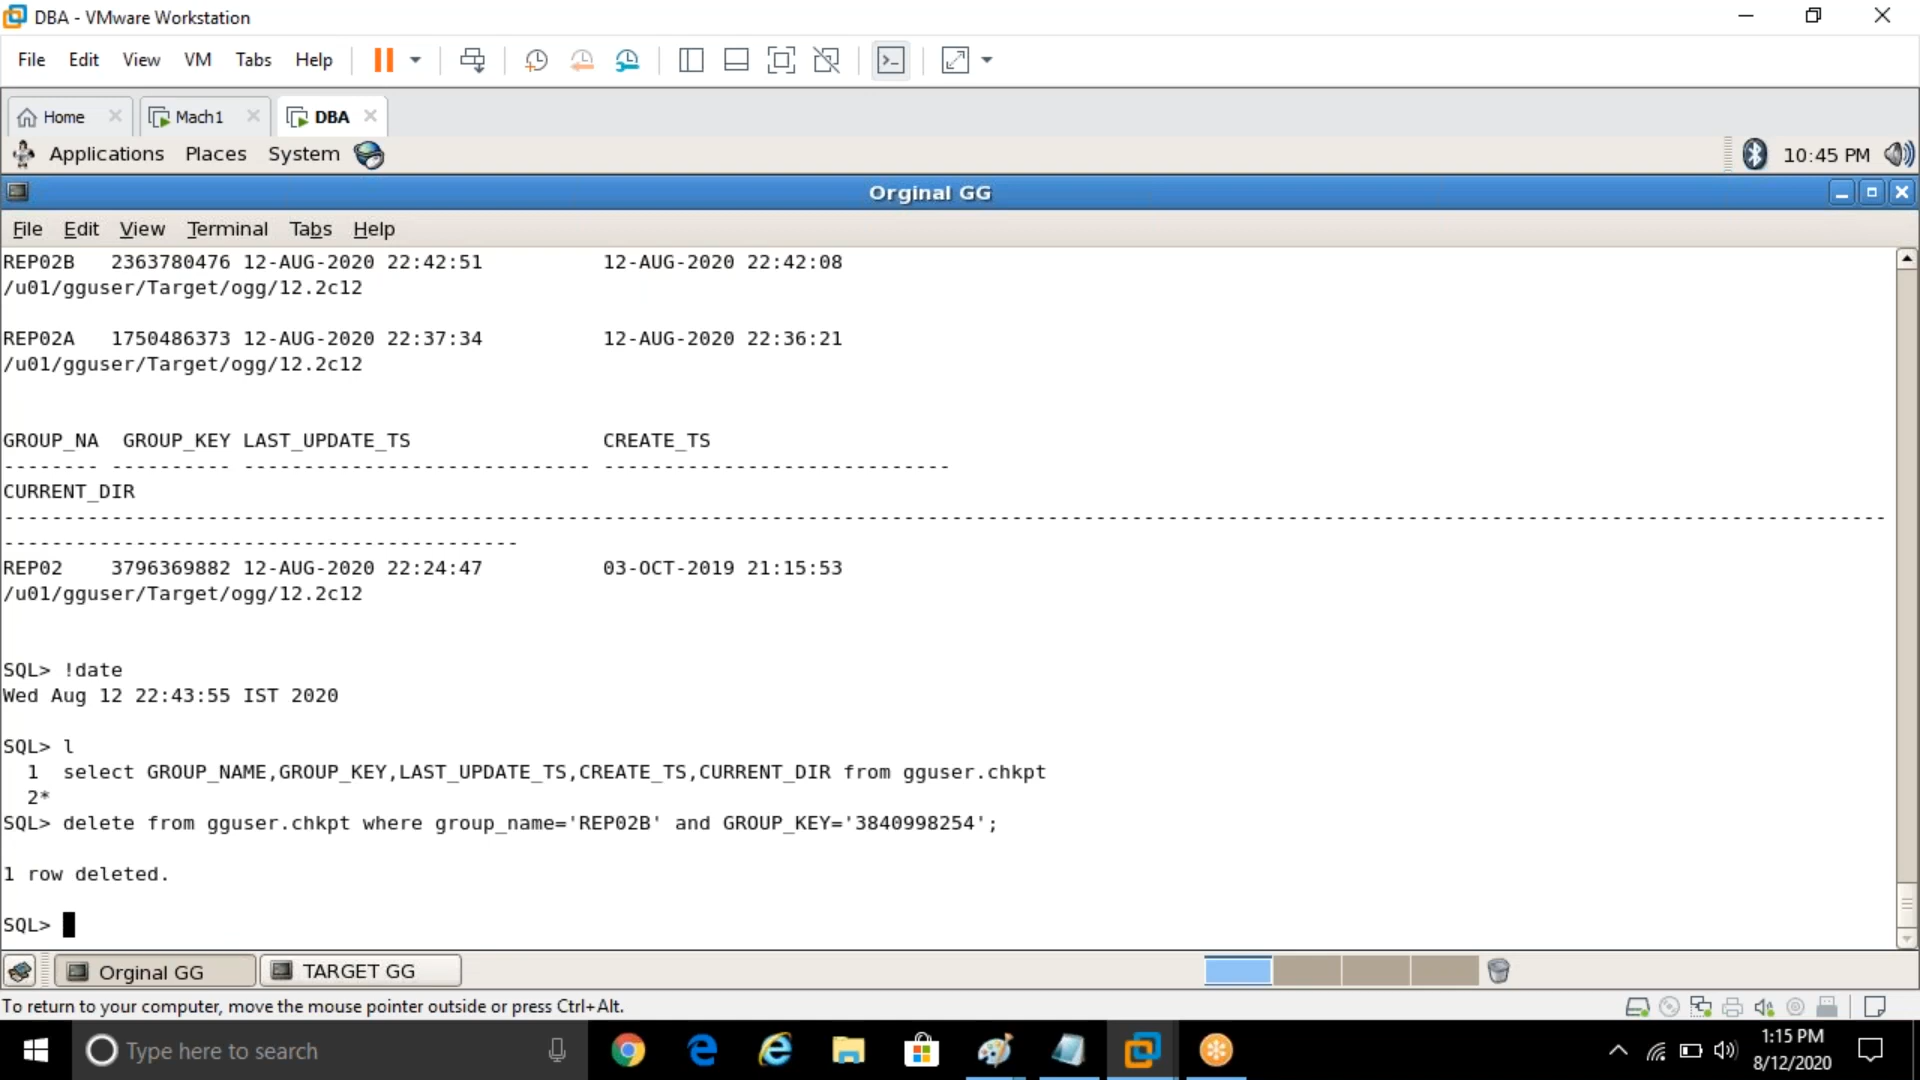 DBA - VMware Workstation
File Edit View VM Tabs Help
Home Mach1 DBA
Applications Places System 10:45 PM
Orginal GG
File Edit View Terminal Tabs Help
REP02B 2363780476 12-AUG-2020 22:42:51 12-AUG-2020 22:42:08
/u01/gguser/Target/ogg/12.2c12
REP02A 1750486373 12-AUG-2020 22:37:34 12-AUG-2020 22:36:21
/u01/gguser/Target/ogg/12.2c12
GROUP_NA GROUP_KEY LAST_UPDATE_TS CREATE_TS
-------- ---------- ----------------------------- -----------------------------
CURRENT_DIR
-------------------------------------------------------------------------------------------------------------------------------------------------------------
-------------------------------------------
REP02 3796369882 12-AUG-2020 22:24:47 03-OCT-2019 21:15:53
/u01/gguser/Target/ogg/12.2c12
SQL> !date
Wed Aug 12 22:43:55 IST 2020
SQL> l
1 select GROUP_NAME,GROUP_KEY,LAST_UPDATE_TS,CREATE_TS,CURRENT_DIR from gguser.chkpt
2*
SQL> delete from gguser.chkpt where group_name='REP02B' and GROUP_KEY='3840998254';
1 row deleted.
SQL>
Orginal GG TARGET GG
To return to your computer, move the mouse pointer outside or press Ctrl+Alt.
Type here to search 1:15 PM
8/12/2020